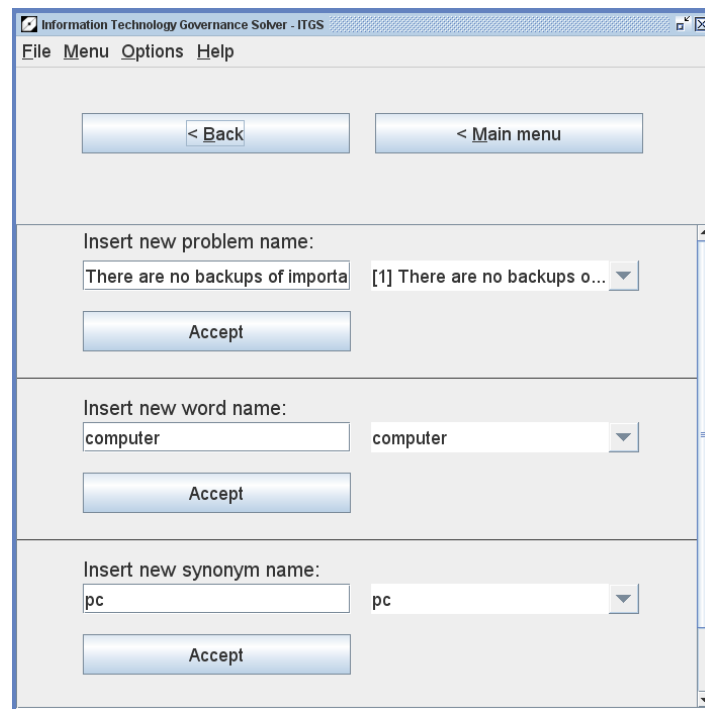 Information Technology Governance Solver - ITGS
File Menu Options Help
< Back < Main menu
Insert new problem name:
There are no backups of importa [1] There are no backups o...
Accept
Insert new word name:
computer computer
Accept
Insert new synonym name:
pc pc
Accept